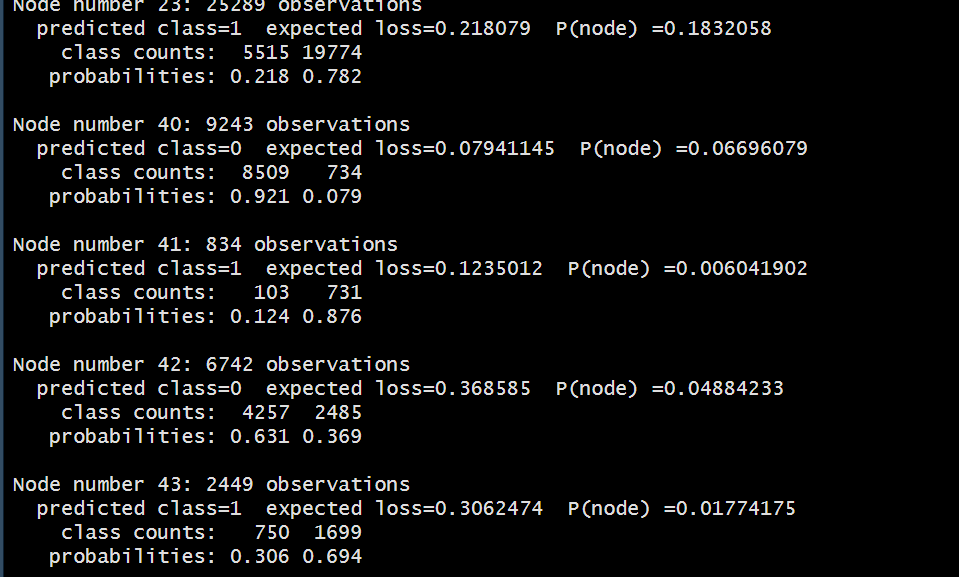 Node number 23: 25289 observations
  predicted class=1  expected loss=0.218079  P(node) =0.1832058
    class counts:  5515 19774
   probabilities: 0.218 0.782

Node number 40: 9243 observations
  predicted class=0  expected loss=0.07941145  P(node) =0.06696079
    class counts:  8509   734
   probabilities: 0.921 0.079

Node number 41: 834 observations
  predicted class=1  expected loss=0.1235012  P(node) =0.006041902
    class counts:   103   731
   probabilities: 0.124 0.876

Node number 42: 6742 observations
  predicted class=0  expected loss=0.368585  P(node) =0.04884233
    class counts:  4257  2485
   probabilities: 0.631 0.369

Node number 43: 2449 observations
  predicted class=1  expected loss=0.3062474  P(node) =0.01774175
    class counts:   750  1699
   probabilities: 0.306 0.694